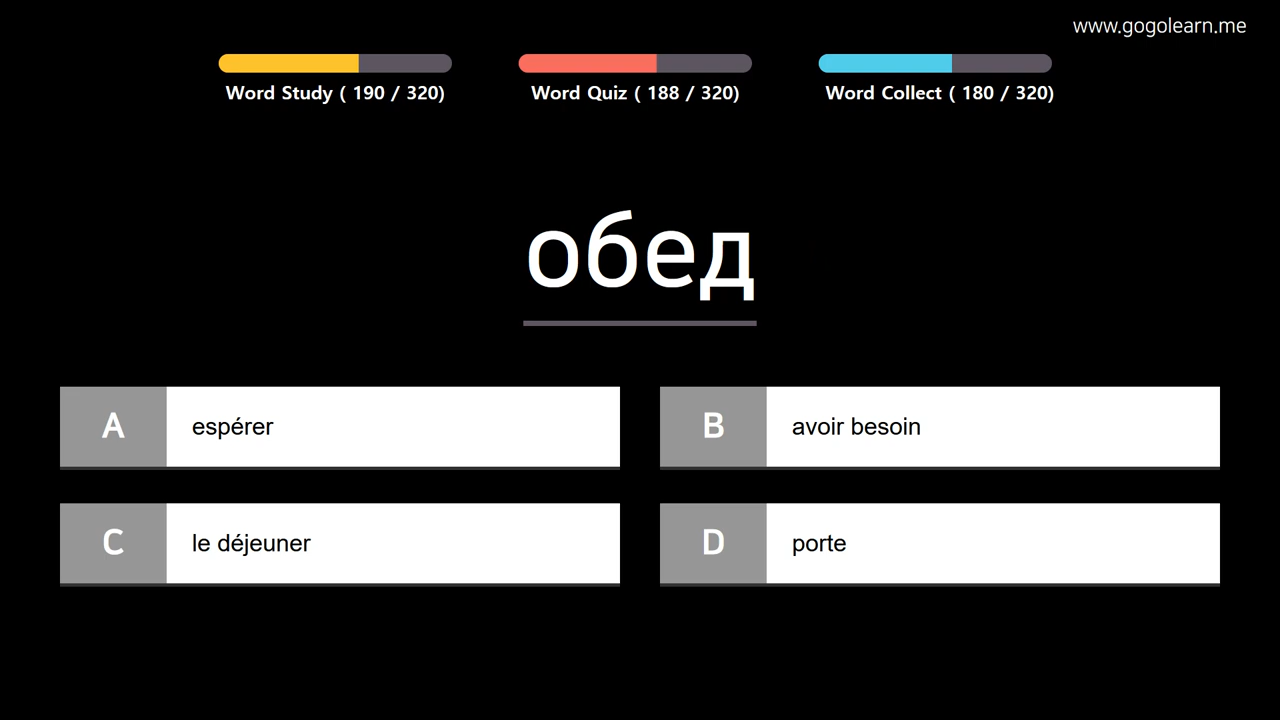 www.gogolearn.me
Word Study ( 190 / 320)
Word Quiz ( 188 / 320)
Word Collect ( 180 / 320)
обед
A espérer
B avoir besoin
C le déjeuner
D porte